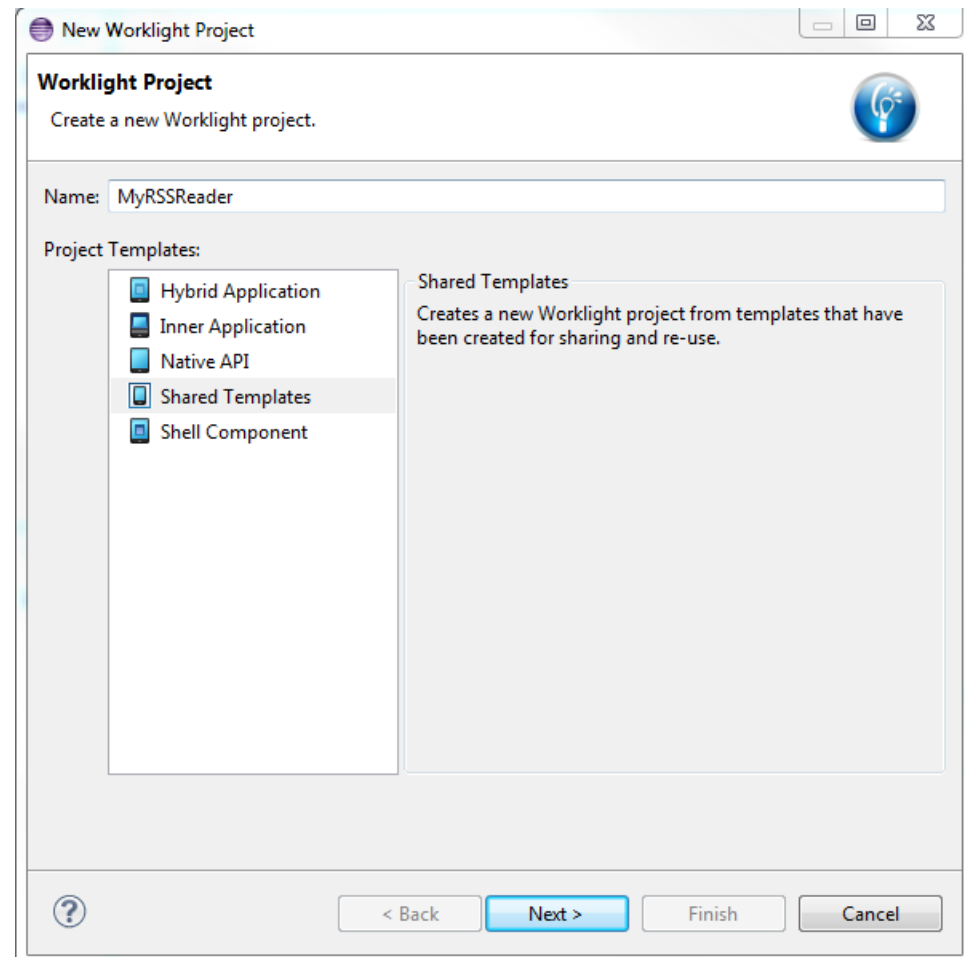 New Worklight Project
Worklight Project
Create a new Worklight project.
Name: MyRSSReader
Project Templates:
Hybrid Application
Inner Application
Native API
Shared Templates
Shell Component
Shared Templates
Creates a new Worklight project from templates that have
been created for sharing and re-use.
?
< Back Next > Finish Cancel